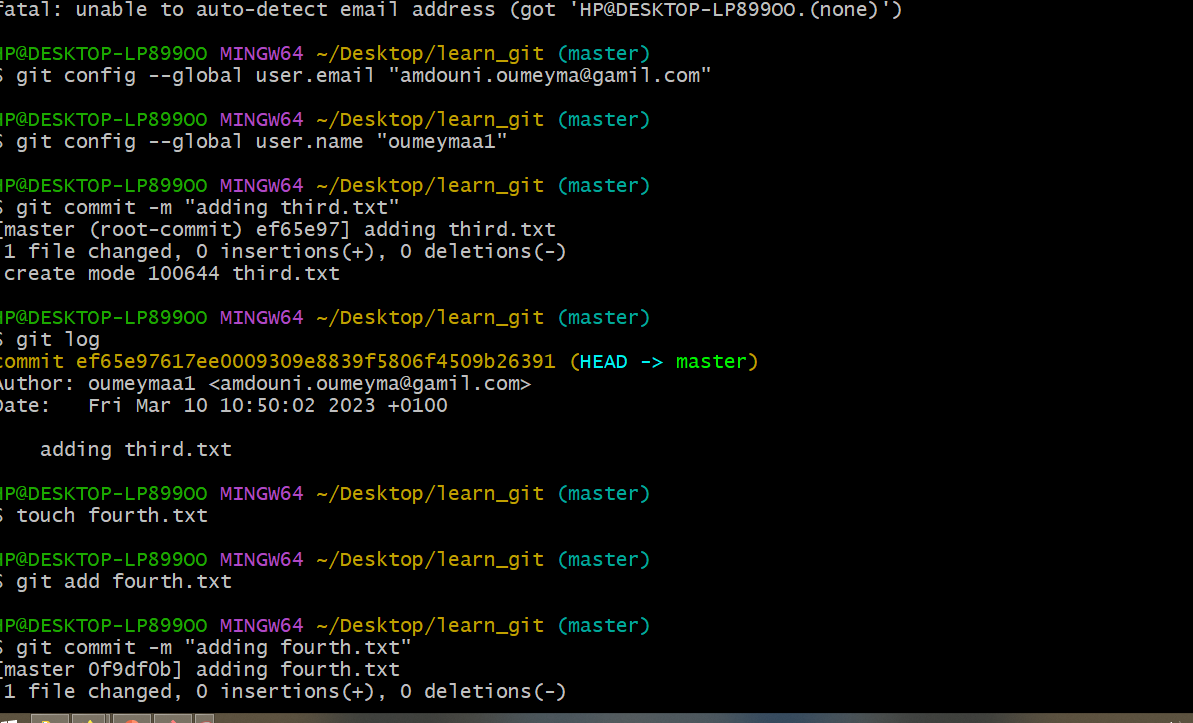 fatal: unable to auto-detect email address (got 'HP@DESKTOP-LP899OO.(none)')
HP@DESKTOP-LP899OO MINGW64 ~/Desktop/learn_git (master)
$ git config --global user.email "amdouni.oumeyma@gamil.com"
HP@DESKTOP-LP899OO MINGW64 ~/Desktop/learn_git (master)
$ git config --global user.name "oumeymaa1"
HP@DESKTOP-LP899OO MINGW64 ~/Desktop/learn_git (master)
$ git commit -m "adding third.txt"
[master (root-commit) ef65e97] adding third.txt
1 file changed, 0 insertions(+), 0 deletions(-)
create mode 100644 third.txt
HP@DESKTOP-LP899OO MINGW64 ~/Desktop/learn_git (master)
$ git log
commit ef65e97617ee0009309e8839f5806f4509b26391 (HEAD -> master)
Author: oumeymaa1 <amdouni.oumeyma@gamil.com>
Date:   Fri Mar 10 10:50:02 2023 +0100
adding third.txt
HP@DESKTOP-LP899OO MINGW64 ~/Desktop/learn_git (master)
$ touch fourth.txt
HP@DESKTOP-LP899OO MINGW64 ~/Desktop/learn_git (master)
$ git add fourth.txt
HP@DESKTOP-LP899OO MINGW64 ~/Desktop/learn_git (master)
$ git commit -m "adding fourth.txt"
[master 0f9df0b] adding fourth.txt
1 file changed, 0 insertions(+), 0 deletions(-)